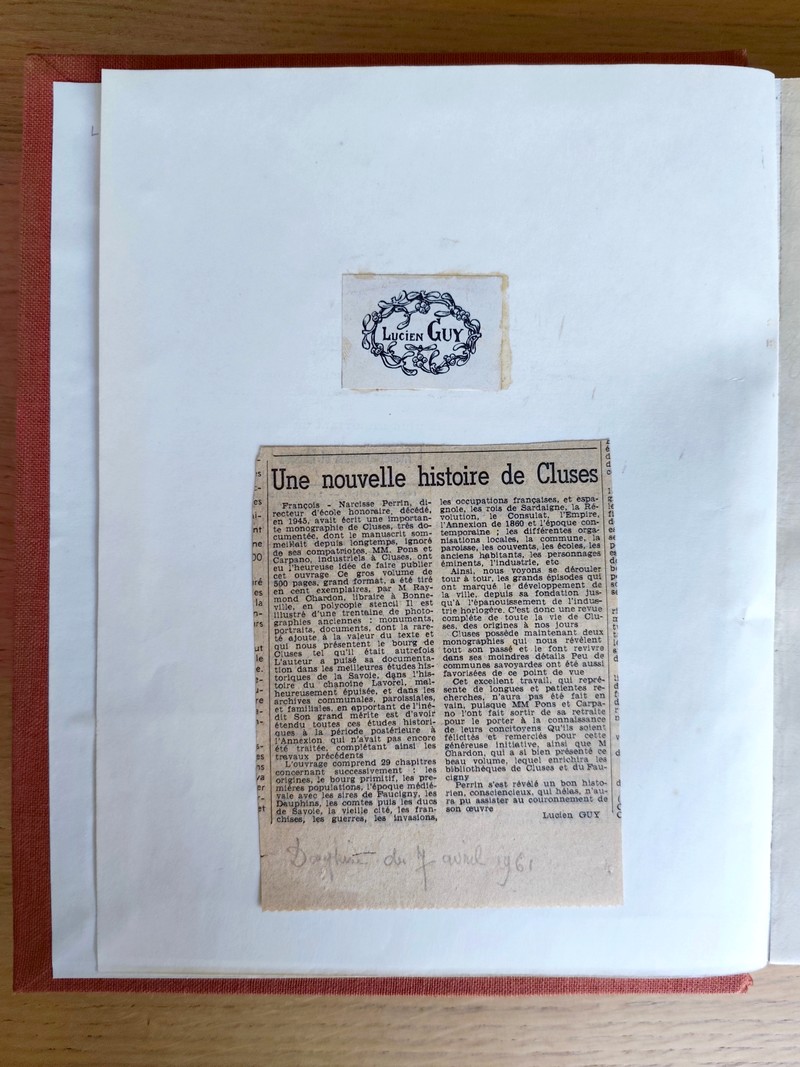 Lucien GUY
Une nouvelle histoire de Cluses
François - Narcisse Perrin, di-
recteur d'école honoraire, décédé,
en 1945, avait écrit une importan-
te monographie de Cluses, très do-
cumentée, dont le manuscrit som-
meillait depuis longtemps, ignoré
de ses compatriotes. MM. Pons et
Carpano, industriels à Cluses, ont
eu l'heureuse idée de faire publier
cet ouvrage Ce gros volume de
500 pages, grand format, a été tiré
en cent exemplaires, par M. Ray-
mond Chardon, libraire à Bonne-
ville, en polycopie stencil Il est
illustré d'une trentaine de photo-
graphies anciennes : monuments,
portraits, documents, dont la rare-
té ajoute à la valeur du texte et
qui nous présentent le bourg de
Cluses tel qu'il était autrefois
L'auteur a puisé sa documenta-
tion dans les meilleures études his-
toriques de la Savoie, dans l'his-
toire du chanoine Lavorel, mal-
heureusement épuisée, et dans les
archives communales, paroissiales,
et familiales, en apportant de l'iné-
dit Son grand mérite est d'avoir
étendu toutes ces études histori-
ques à la période postérieure à
l'Annexion, qui n'avait pas encore
été traitée, complétant ainsi les
travaux précédents
L'ouvrage comprend 29 chapitres
concernant successivement : les
origines, le bourg primitif, les pre-
mières populations, l'époque médié-
vale avec les sires de Faucigny, les
Dauphins, les comtes puis les ducs
de Savoie, la vieille cité, les fran-
chises, les guerres, les invasions,
les occupations françaises, et espa-
gnole, les rois de Sardaigne, la Ré-
volution, le Consulat, l'Empire,
l'Annexion de 1860 et l'époque con-
temporaine ; les différentes orga-
nisations locales, la commune, la
paroisse, les couvents, les écoles, les
anciens habitants, les personnages
éminents, l'industrie, etc
Ainsi, nous voyons se dérouler
tour à tour, les grands épisodes qui
ont marqué le développement de
la ville, depuis sa fondation jus-
qu'à l'épanouissement de l'indus-
trie horlogère. C'est donc une revue
complète de toute la vie de Clu-
ses, des origines à nos jours
Cluses possède maintenant deux
monographies qui nous révèlent
tout son passé et le font revivre
dans ses moindres détails Peu de
communes savoyardes ont été aussi
favorisées de ce point de vue
Cet excellent travail, qui repré-
sente de longues et patientes re-
cherches, n'aura pas été fait en
vain, puisque MM Pons et Carpa-
no l'ont fait sortir de sa retraite
pour le porter à la connaissance
de leurs concitoyens Qu'ils soient
félicités et remerciés pour cette
généreuse initiative, ainsi que M
Chardon, qui a si bien présenté ce
beau volume, lequel enrichira les
bibliothèques de Cluses et du Fau-
cigny
Perrin s'est révélé un bon histo-
rien, consciencieux, qui hélas, n'au-
ra pu assister au couronnement de
son œuvre
Lucien GUY
Dauphiné du 7 avril 1961